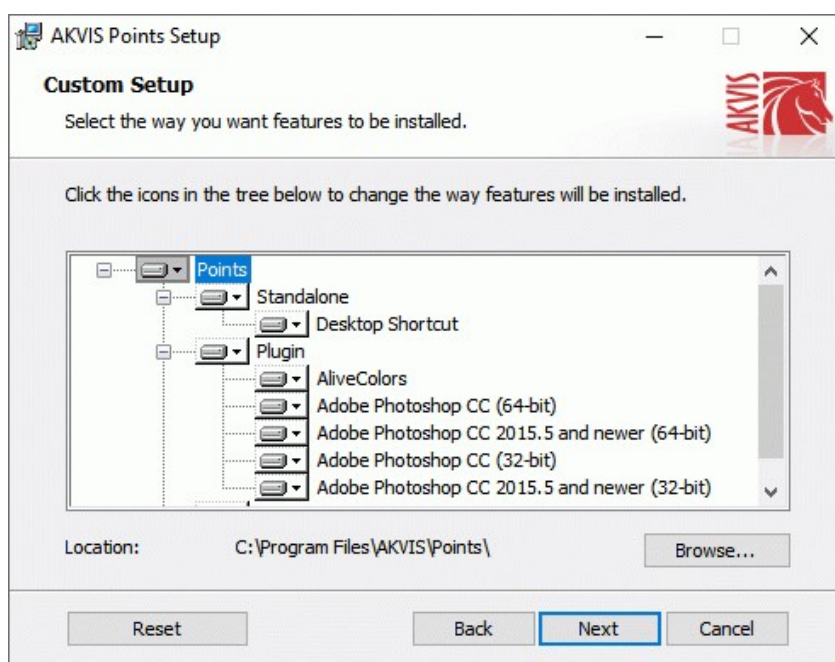 AKVIS Points Setup
Custom Setup
Select the way you want features to be installed.
AKVIS
Click the icons in the tree below to change the way features will be installed.
Points
Standalone
Desktop Shortcut
Plugin
AliveColors
Adobe Photoshop CC (64-bit)
Adobe Photoshop CC 2015.5 and newer (64-bit)
Adobe Photoshop CC (32-bit)
Adobe Photoshop CC 2015.5 and newer (32-bit)
Location: C:\Program Files\AKVIS\Points\
Browse...
Reset Back Next Cancel